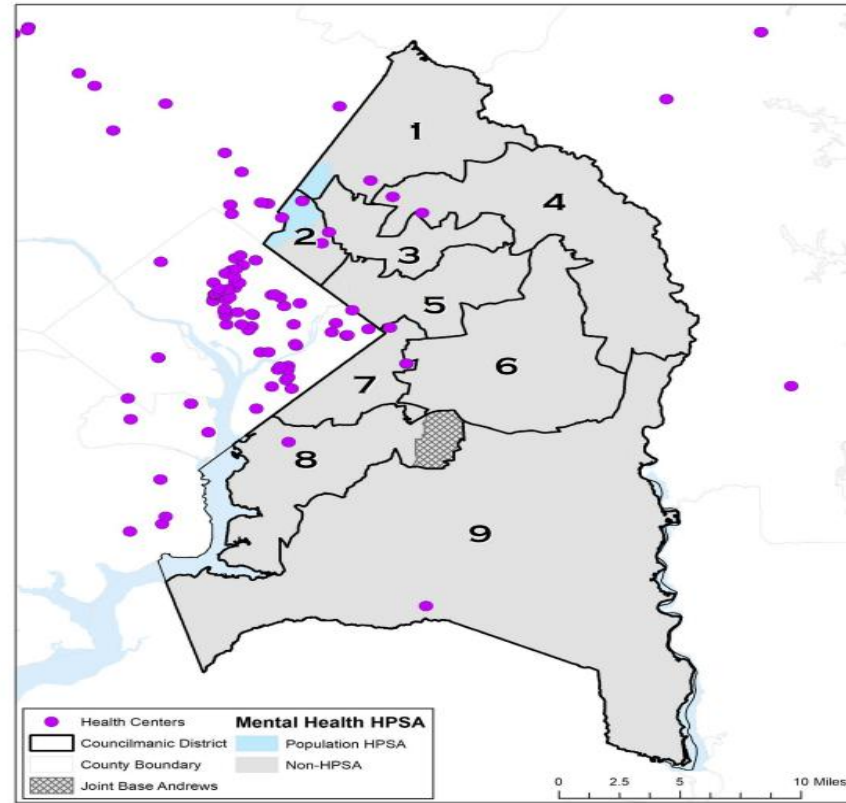 1
4
2
3
5
6
7
8
9
Health Centers
Councilmanic District
County Boundary
Joint Base Andrews
Mental Health HPSA
Population HPSA
Non-HPSA
0 2.5 5 10 Miles